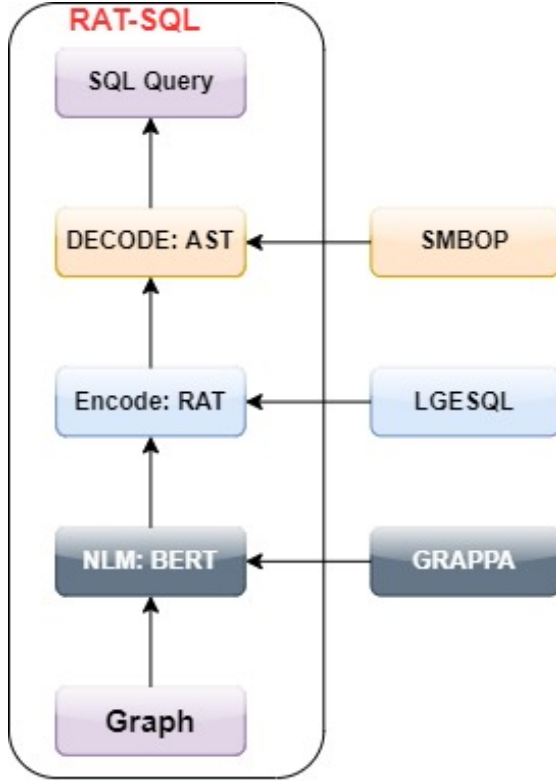 RAT-SQL
SQL Query
DECODE: AST
SMBOP
Encode: RAT
LGESQL
NLM: BERT
GRAPPA
Graph